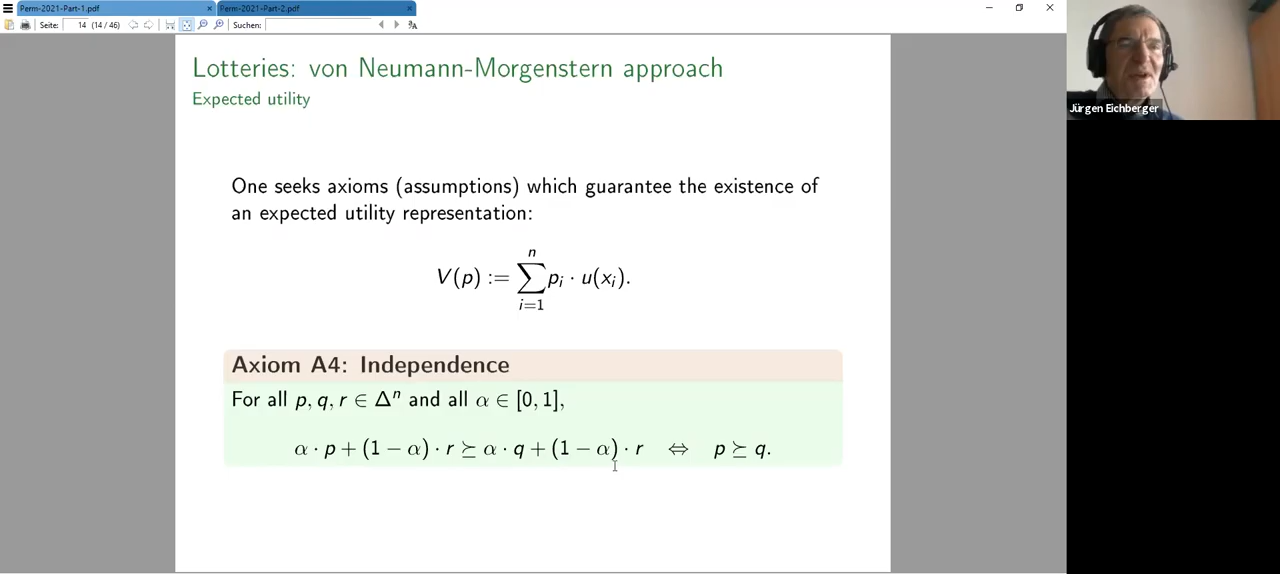 Perm-2021-Part-1.pdf
Perm-2021-Part-2.pdf
Seite: 14 (14 / 46) Suchen:
Lotteries: von Neumann-Morgenstern approach
Expected utility
One seeks axioms (assumptions) which guarantee the existence of
an expected utility representation:
V(p) := ∑_{i=1}^{n} p_i · u(x_i).
Axiom A4: Independence
For all p, q, r ∈ Δⁿ and all α ∈ [0, 1],
α · p + (1 − α) · r ⪰ α · q + (1 − α) · r ⇔ p ⪰ q.
Jürgen Eichberger